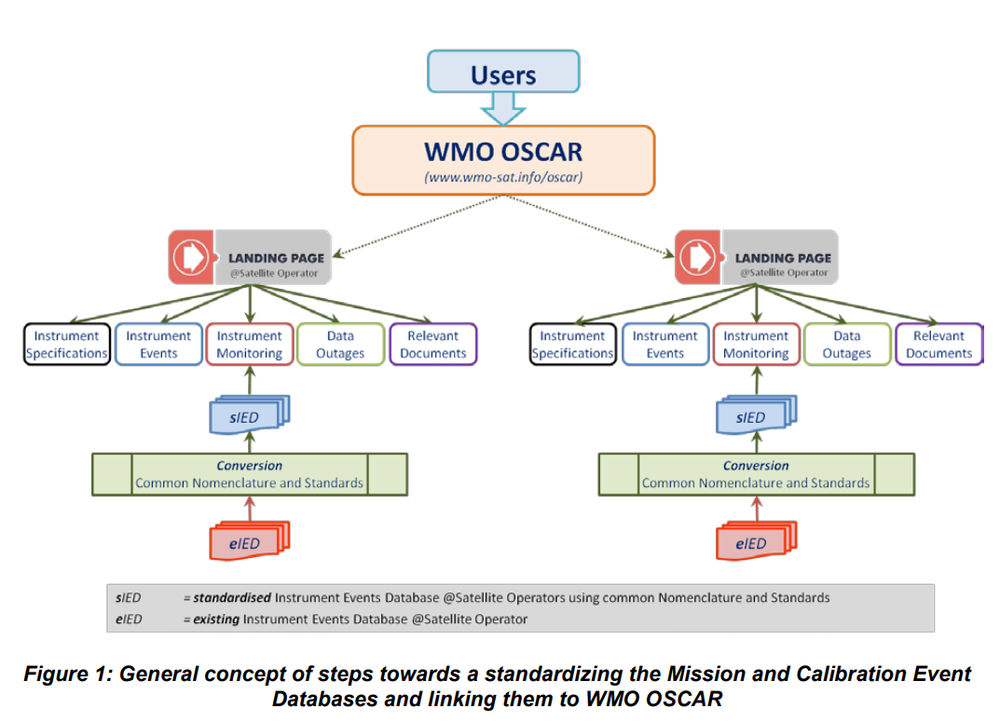 Users
WMO OSCAR
(www.wmo-sat.info/oscar)
LANDING PAGE
@Satellite Operator
LANDING PAGE
@Satellite Operator
Instrument
Specifications
Instrument
Events
Instrument
Monitoring
Data
Outages
Relevant
Documents
Instrument
Specifications
Instrument
Events
Instrument
Monitoring
Data
Outages
Relevant
Documents
sIED
sIED
Conversion
Common Nomenclature and Standards
Conversion
Common Nomenclature and Standards
eIED
eIED
sIED = standardised Instrument Events Database @Satellite Operators using common Nomenclature and Standards
eIED = existing Instrument Events Database @Satellite Operator
Figure 1: General concept of steps towards a standardizing the Mission and Calibration Event
Databases and linking them to WMO OSCAR